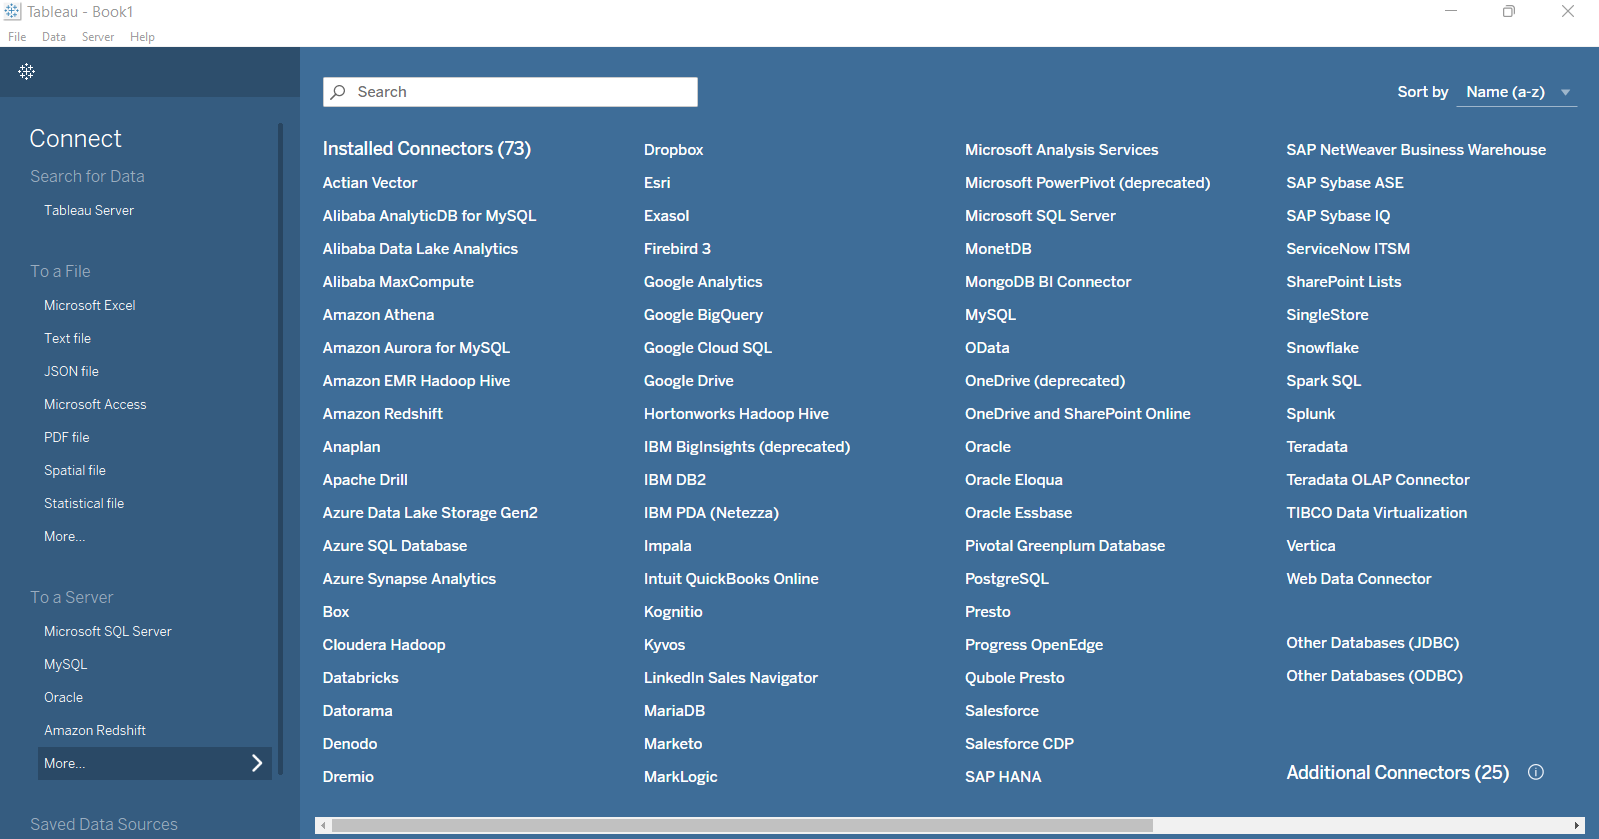 Tableau - Book1
File Data Server Help
Connect
Search for Data
Tableau Server
To a File
Microsoft Excel
Text file
JSON file
Microsoft Access
PDF file
Spatial file
Statistical file
More...
To a Server
Microsoft SQL Server
MySQL
Oracle
Amazon Redshift
More...
Saved Data Sources
Search
Sort by Name (a-z)
Installed Connectors (73)
Actian Vector
Alibaba AnalyticDB for MySQL
Alibaba Data Lake Analytics
Alibaba MaxCompute
Amazon Athena
Amazon Aurora for MySQL
Amazon EMR Hadoop Hive
Amazon Redshift
Anaplan
Apache Drill
Azure Data Lake Storage Gen2
Azure SQL Database
Azure Synapse Analytics
Box
Cloudera Hadoop
Databricks
Datorama
Denodo
Dremio
Dropbox
Esri
Exasol
Firebird 3
Google Analytics
Google BigQuery
Google Cloud SQL
Google Drive
Hortonworks Hadoop Hive
IBM BigInsights (deprecated)
IBM DB2
IBM PDA (Netezza)
Impala
Intuit QuickBooks Online
Kognitio
Kyvos
LinkedIn Sales Navigator
MariaDB
Marketo
MarkLogic
Microsoft Analysis Services
Microsoft PowerPivot (deprecated)
Microsoft SQL Server
MonetDB
MongoDB BI Connector
MySQL
OData
OneDrive (deprecated)
OneDrive and SharePoint Online
Oracle
Oracle Eloqua
Oracle Essbase
Pivotal Greenplum Database
PostgreSQL
Presto
Progress OpenEdge
Qubole Presto
Salesforce
Salesforce CDP
SAP HANA
SAP NetWeaver Business Warehouse
SAP Sybase ASE
SAP Sybase IQ
ServiceNow ITSM
SharePoint Lists
SingleStore
Snowflake
Spark SQL
Splunk
Teradata
Teradata OLAP Connector
TIBCO Data Virtualization
Vertica
Web Data Connector
Other Databases (JDBC)
Other Databases (ODBC)
Additional Connectors (25)